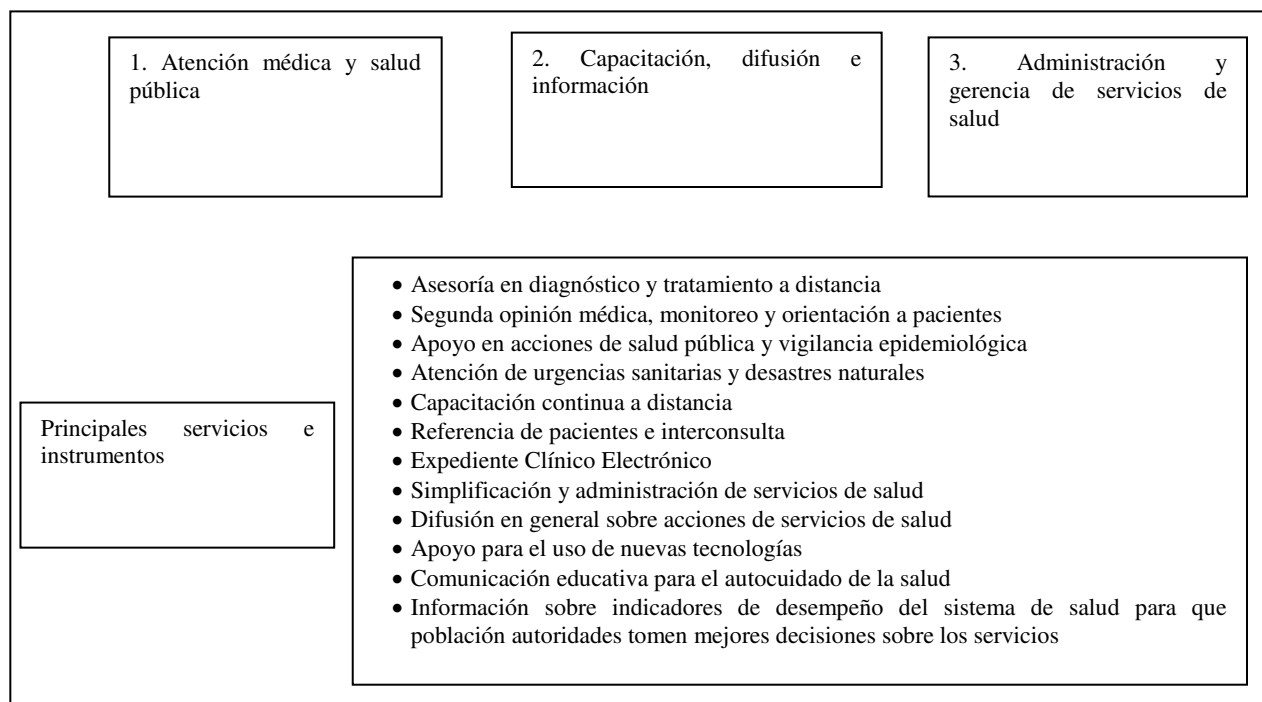 1. Atención médica y salud
pública
2. Capacitación, difusión e
información
3. Administración y
gerencia de servicios de
salud
• Asesoría en diagnóstico y tratamiento a distancia
• Segunda opinión médica, monitoreo y orientación a pacientes
• Apoyo en acciones de salud pública y vigilancia epidemiológica
• Atención de urgencias sanitarias y desastres naturales
• Capacitación continua a distancia
• Referencia de pacientes e interconsulta
• Expediente Clínico Electrónico
• Simplificación y administración de servicios de salud
• Difusión en general sobre acciones de servicios de salud
• Apoyo para el uso de nuevas tecnologías
• Comunicación educativa para el autocuidado de la salud
• Información sobre indicadores de desempeño del sistema de salud para que
población autoridades tomen mejores decisiones sobre los servicios
Principales servicios e
instrumentos